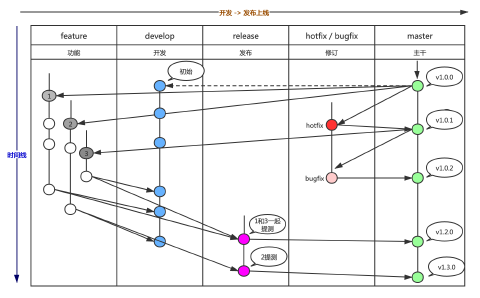 开发 -> 发布上线
feature
develop
release
hotfix / bugfix
master
功能
开发
发布
修订
主干
初始
v1.0.0
1
2
hotfix
v1.0.1
3
时间线
bugfix
v1.0.2
1和3一起
提测
v1.2.0
2提测
v1.3.0